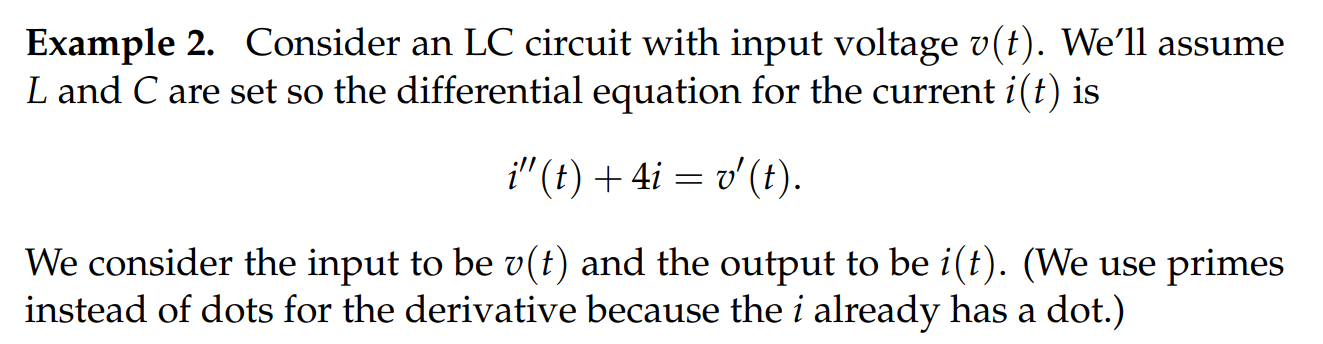 Example 2. Consider an LC circuit with input voltage v(t). We'll assume
L and C are set so the differential equation for the current i(t) is
i''(t) + 4i = v'(t).
We consider the input to be v(t) and the output to be i(t). (We use primes
instead of dots for the derivative because the i already has a dot.)